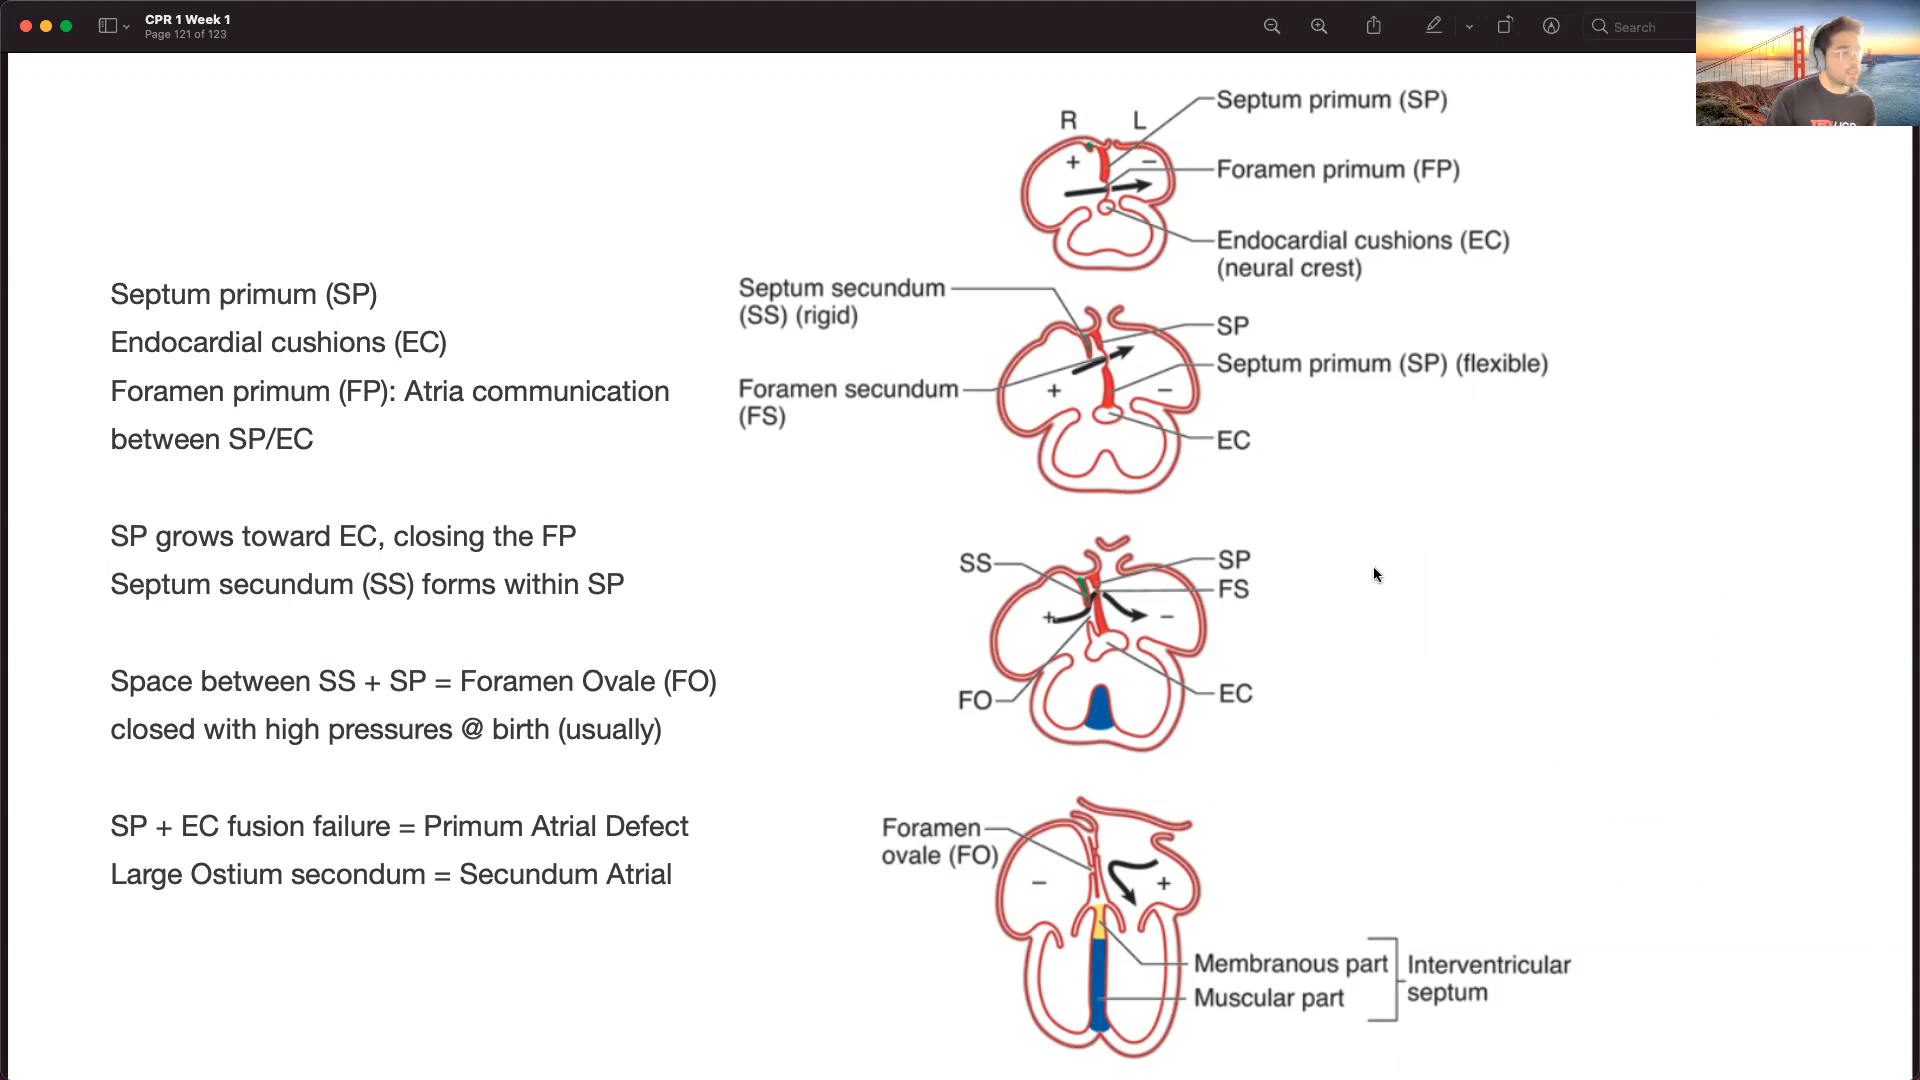 CPR 1 Week 1
Page 121 of 123
Search
Septum primum (SP)
Endocardial cushions (EC)
Foramen primum (FP): Atria communication
between SP/EC
SP grows toward EC, closing the FP
Septum secundum (SS) forms within SP
Space between SS + SP = Foramen Ovale (FO)
closed with high pressures @ birth (usually)
SP + EC fusion failure = Primum Atrial Defect
Large Ostium secondum = Secundum Atrial
R L
Septum primum (SP)
+ −
Foramen primum (FP)
Endocardial cushions (EC)
(neural crest)
Septum secundum
(SS) (rigid)
SP
Septum primum (SP) (flexible)
Foramen secundum
(FS)
+ −
EC
SS
SP
FS
+ −
FO
EC
Foramen
ovale (FO)
− +
Membranous part
Muscular part
Interventricular
septum